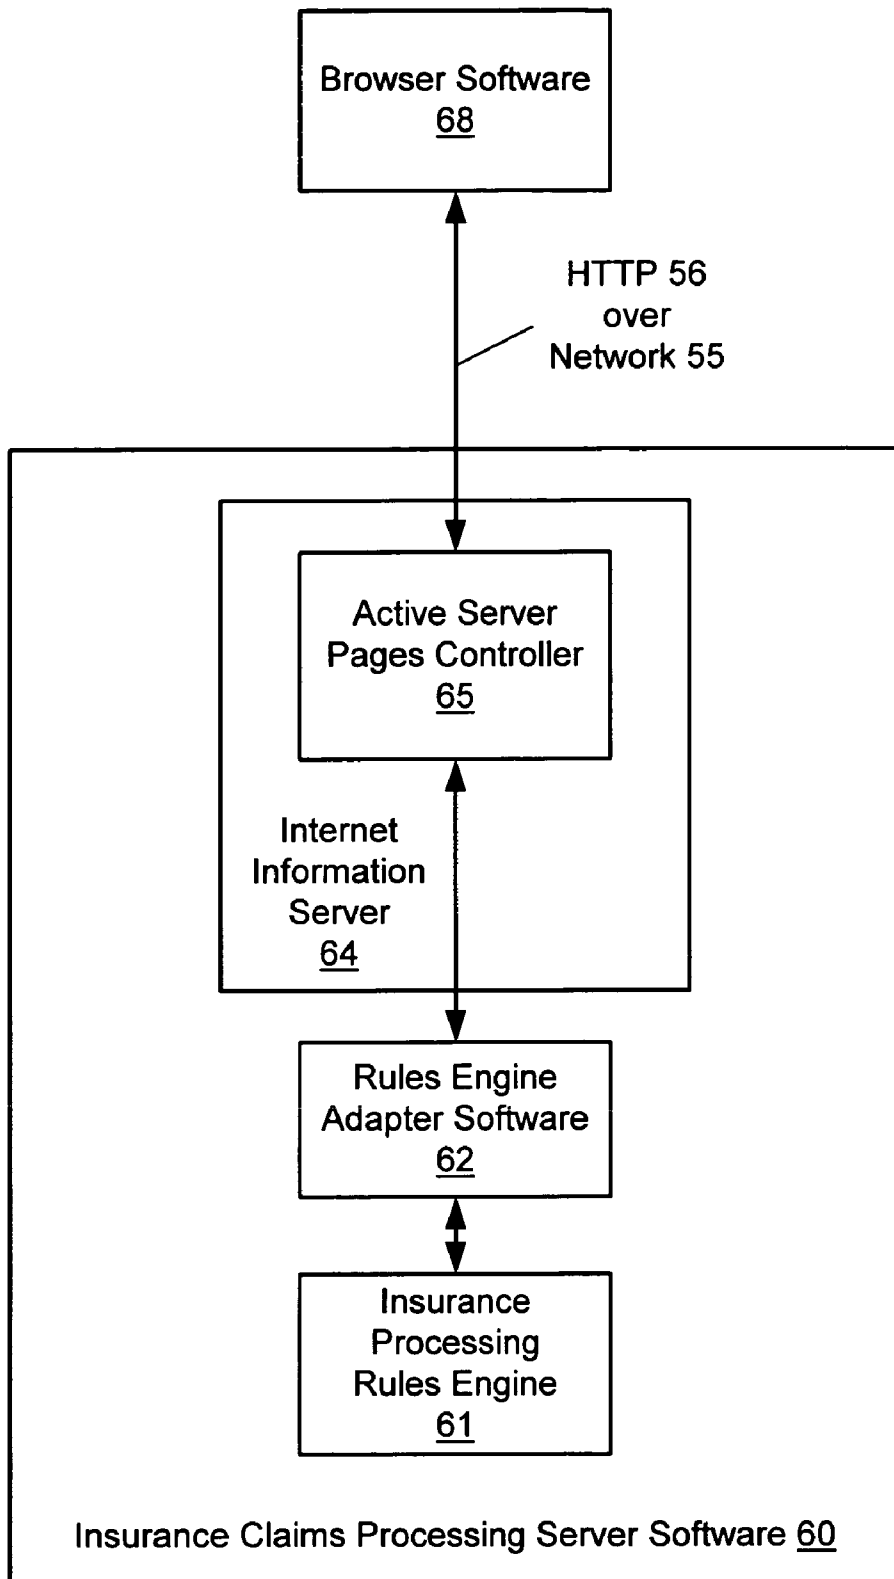 Browser Software
68
HTTP 56
over
Network 55
Active Server
Pages Controller
65
Internet
Information
Server
64
Rules Engine
Adapter Software
62
Insurance
Processing
Rules Engine
61
Insurance Claims Processing Server Software 60